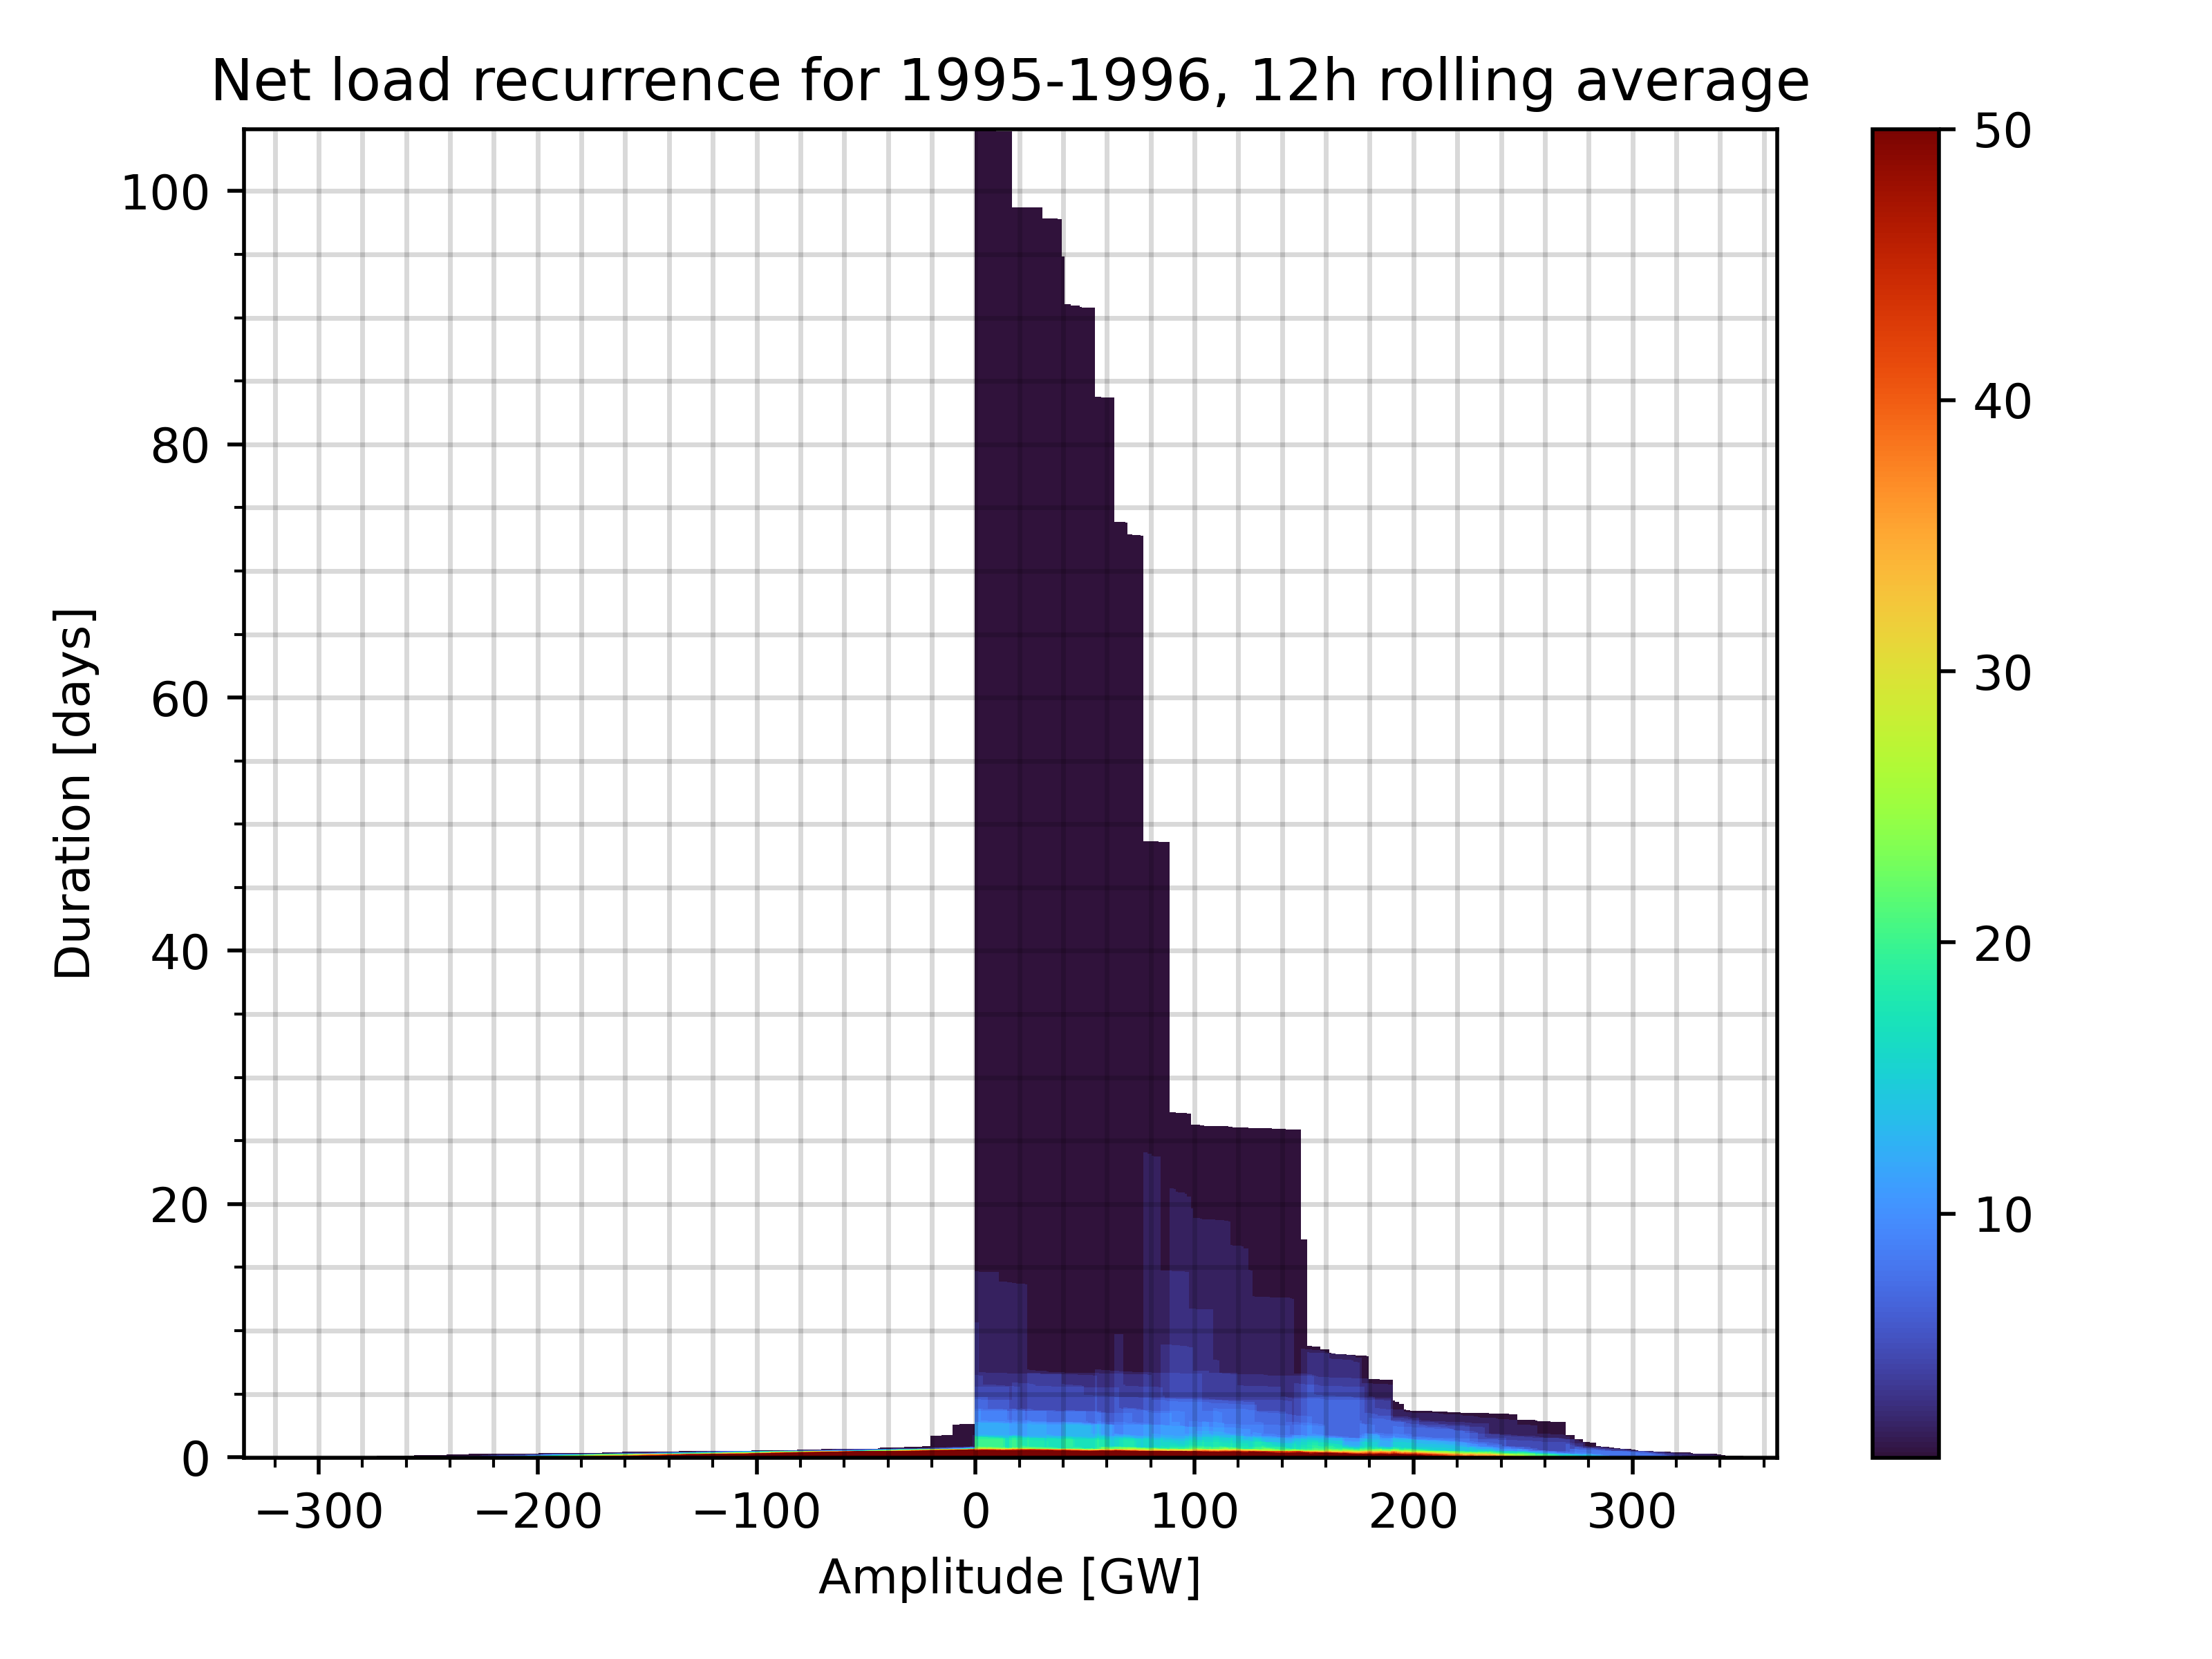 Net load recurrence for 1995-1996, 12h rolling average
Duration [days]
100
80
60
40
20
0
−300 −200 −100 0 100 200 300
Amplitude [GW]
50
40
30
20
10